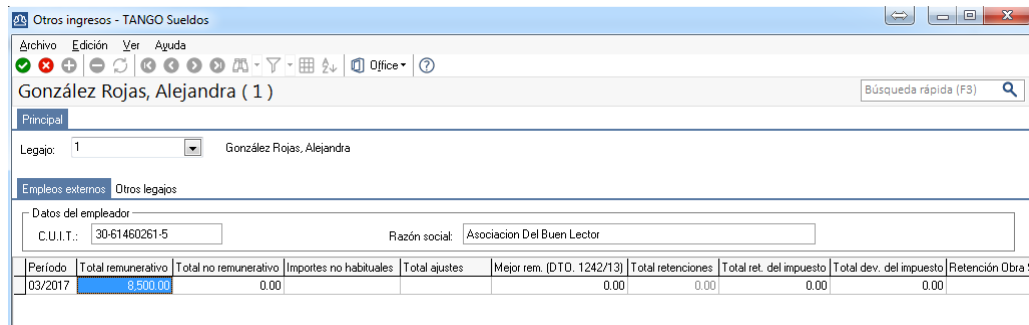 Otros ingresos - TANGO Sueldos
Archivo Edición Ver Ayuda
Office
González Rojas, Alejandra ( 1 )
Búsqueda rápida (F3)
Principal
Legajo: 1 González Rojas, Alejandra
Empleos externos Otros legajos
Datos del empleador
C.U.I.T.: 30-61460261-5 Razón social: Asociacion Del Buen Lector
Período Total remunerativo Total no remunerativo Importes no habituales Total ajustes Mejor rem. (DTO. 1242/13) Total retenciones Total ret. del impuesto Total dev. del impuesto Retención Obra S
03/2017 8,500.00 0.00 0.00 0.00 0.00 0.00